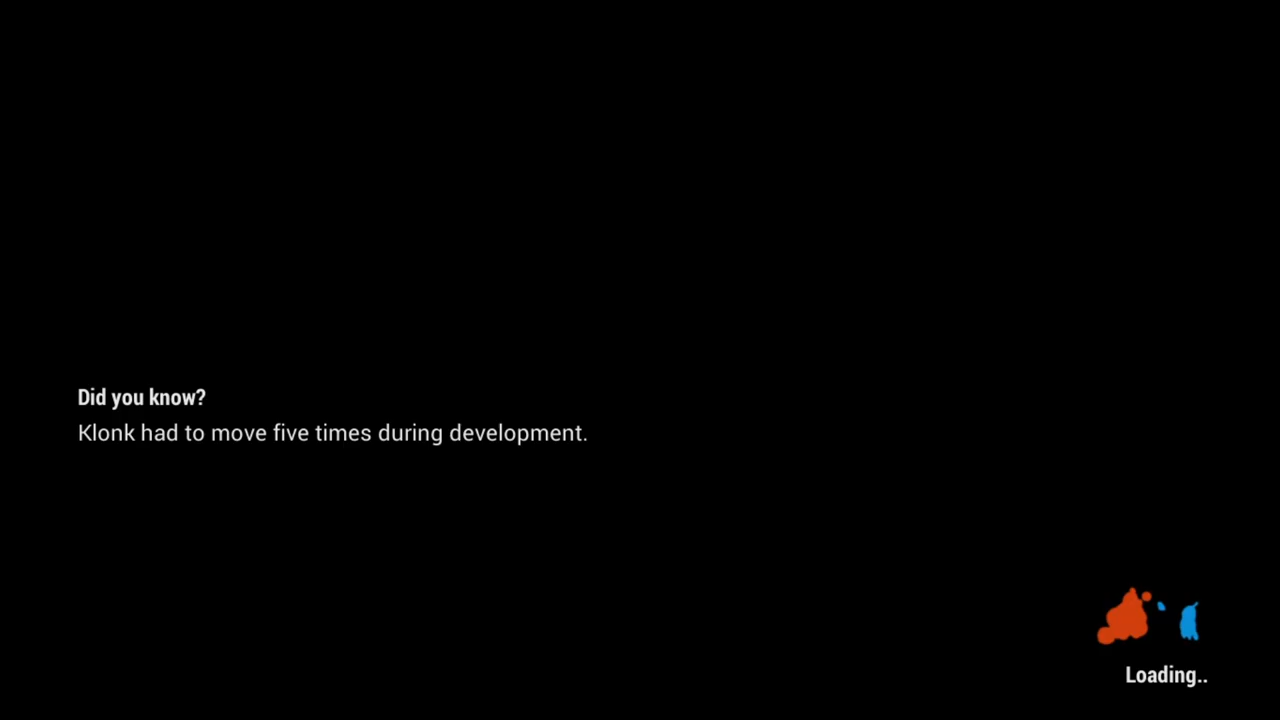 Did you know?
Klonk had to move five times during development.
Loading..